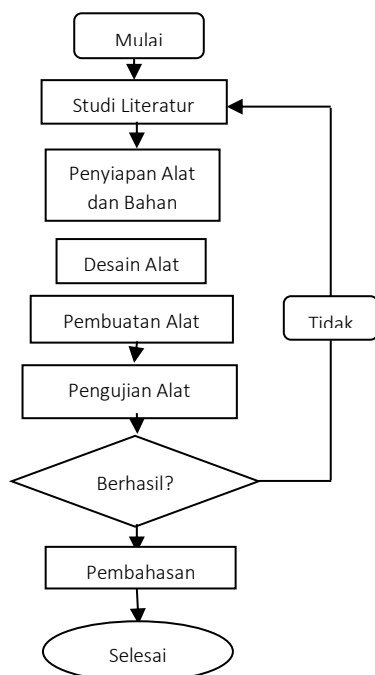 Mulai
Studi Literatur
Penyiapan Alat
dan Bahan
Desain Alat
Pembuatan Alat
Tidak
Pengujian Alat
Berhasil?
Pembahasan
Selesai